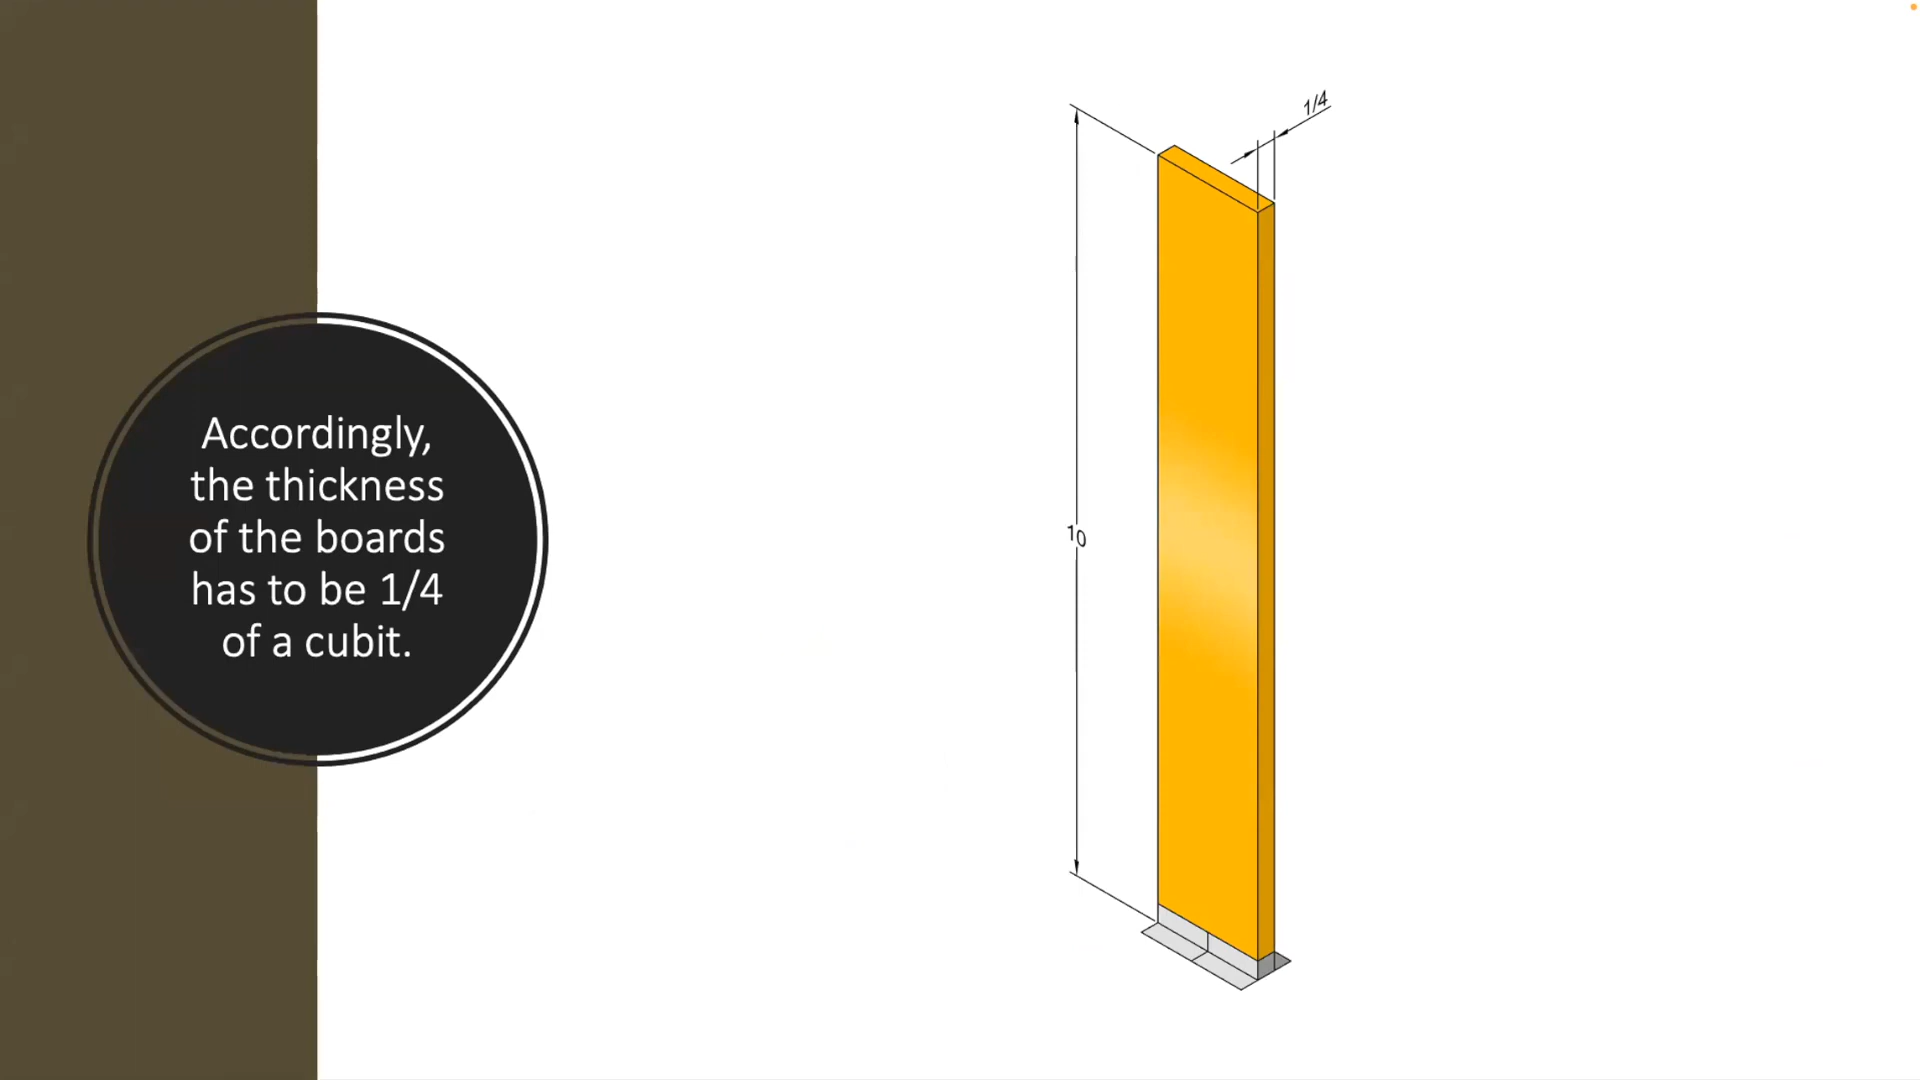 Accordingly,
the thickness
of the boards
has to be 1/4
of a cubit.
1/4
10